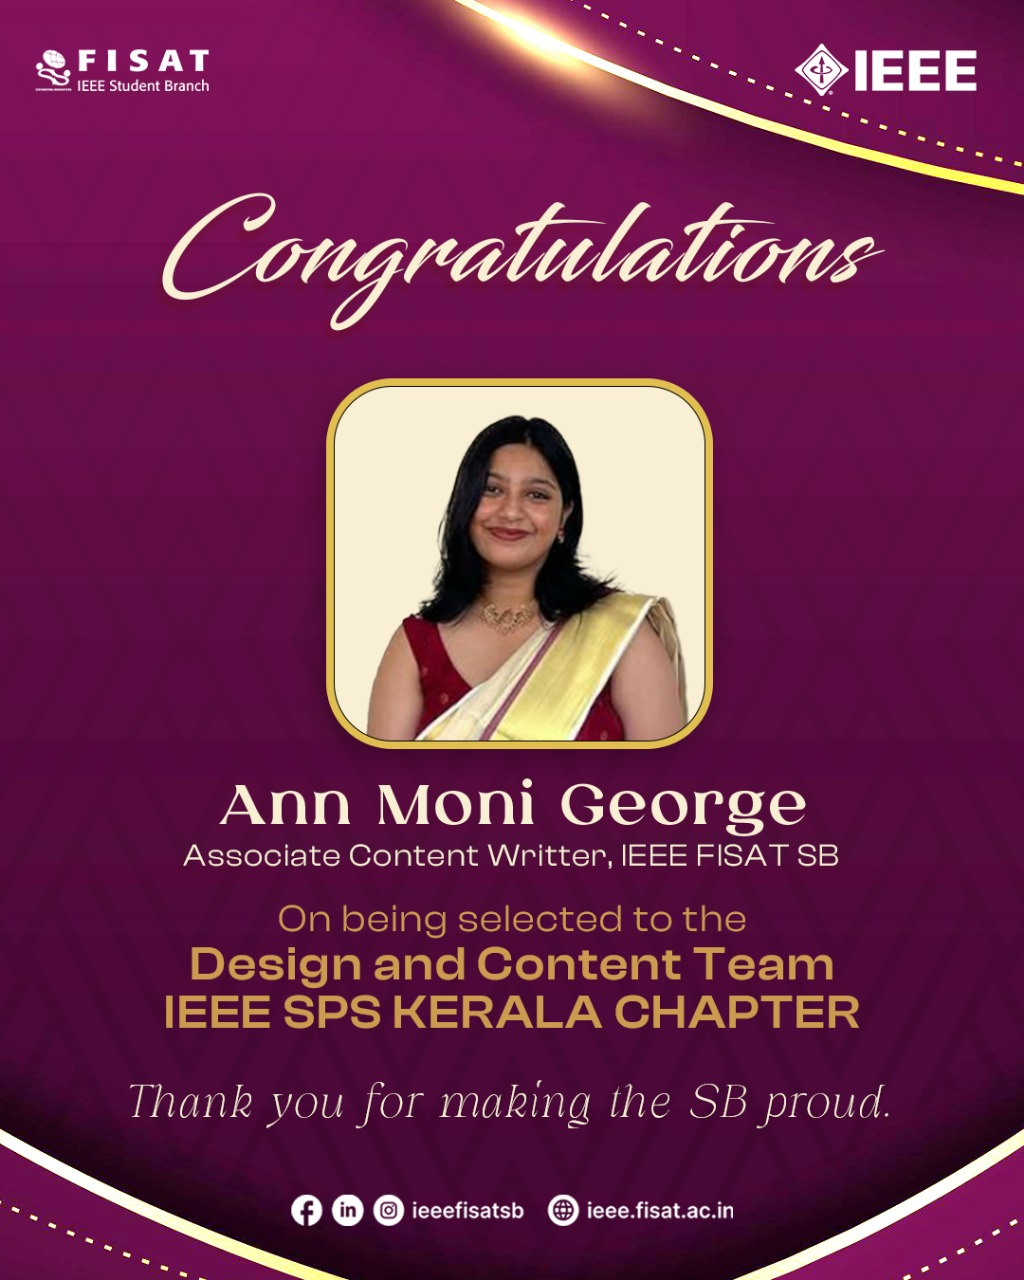 FISAT
IEEE Student Branch
IEEE
Congratulations
Ann Moni George
Associate Content Writter, IEEE FISAT SB
On being selected to the
Design and Content Team
IEEE SPS KERALA CHAPTER
Thank you for making the SB proud.
ieeefisatsb ieee.fisat.ac.in